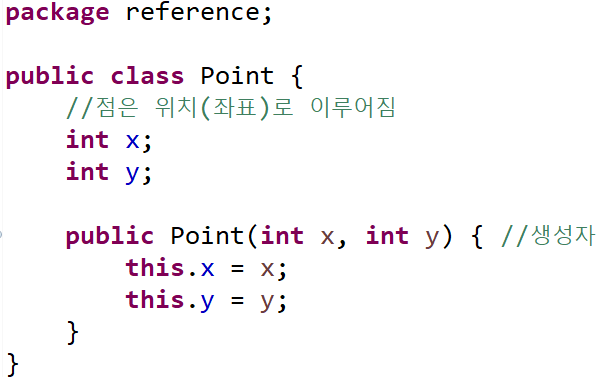 package reference;
public class Point {
//점은 위치(좌표)로 이루어짐
int x;
int y;
public Point(int x, int y) { //생성자
this.x = x;
this.y = y;
}
}